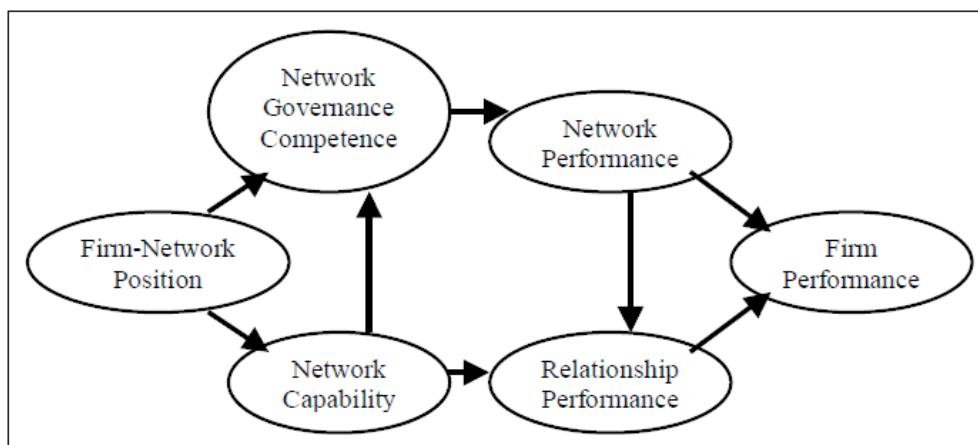 Network
Governance
Competence
Network
Performance
Firm-Network
Position
Firm
Performance
Network
Capability
Relationship
Performance